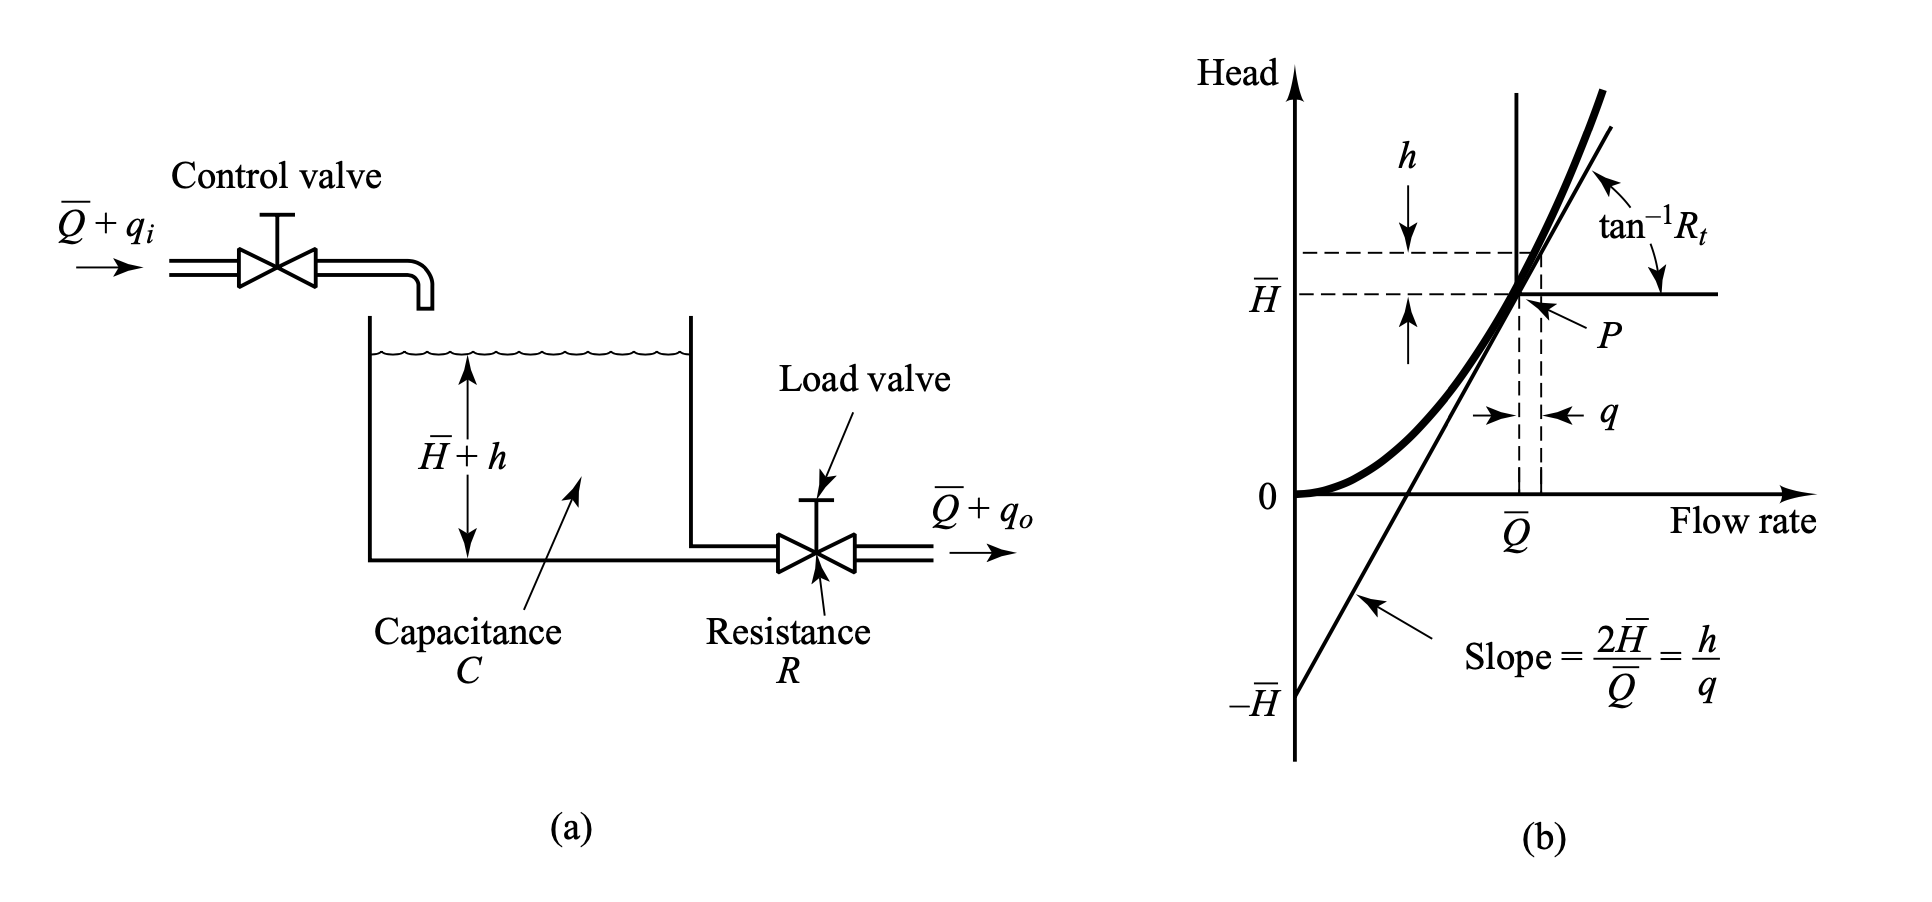 Control valve
Q̅ + qᵢ
H̅ + h
Load valve
Q̅ + qₒ
Capacitance
C
Resistance
R
(a)
Head
h
tan⁻¹Rₜ
H̅
P
q
0
Q̅
Flow rate
Slope = 2H̅/Q̅ = h/q
–H̅
(b)